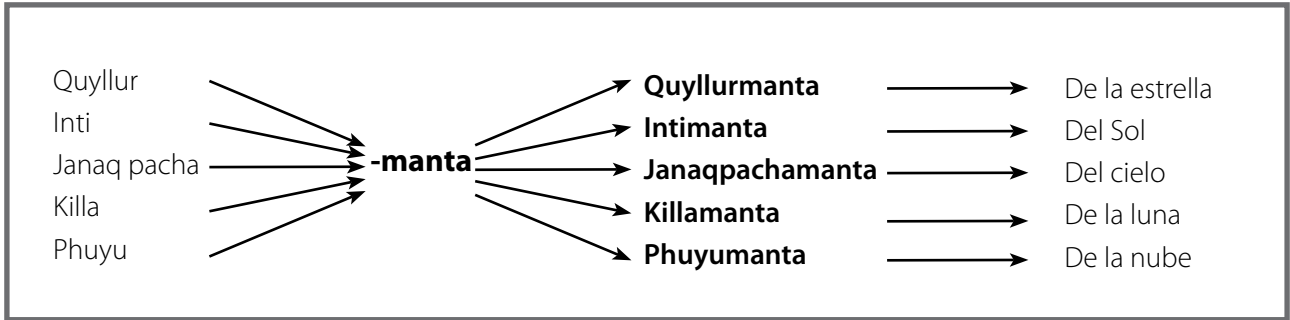 Quyllur
Inti
Janaq pacha
Killa
Phuyu
-manta
Quyllurmanta
Intimanta
Janaqpachamanta
Killamanta
Phuyumanta
De la estrella
Del Sol
Del cielo
De la luna
De la nube